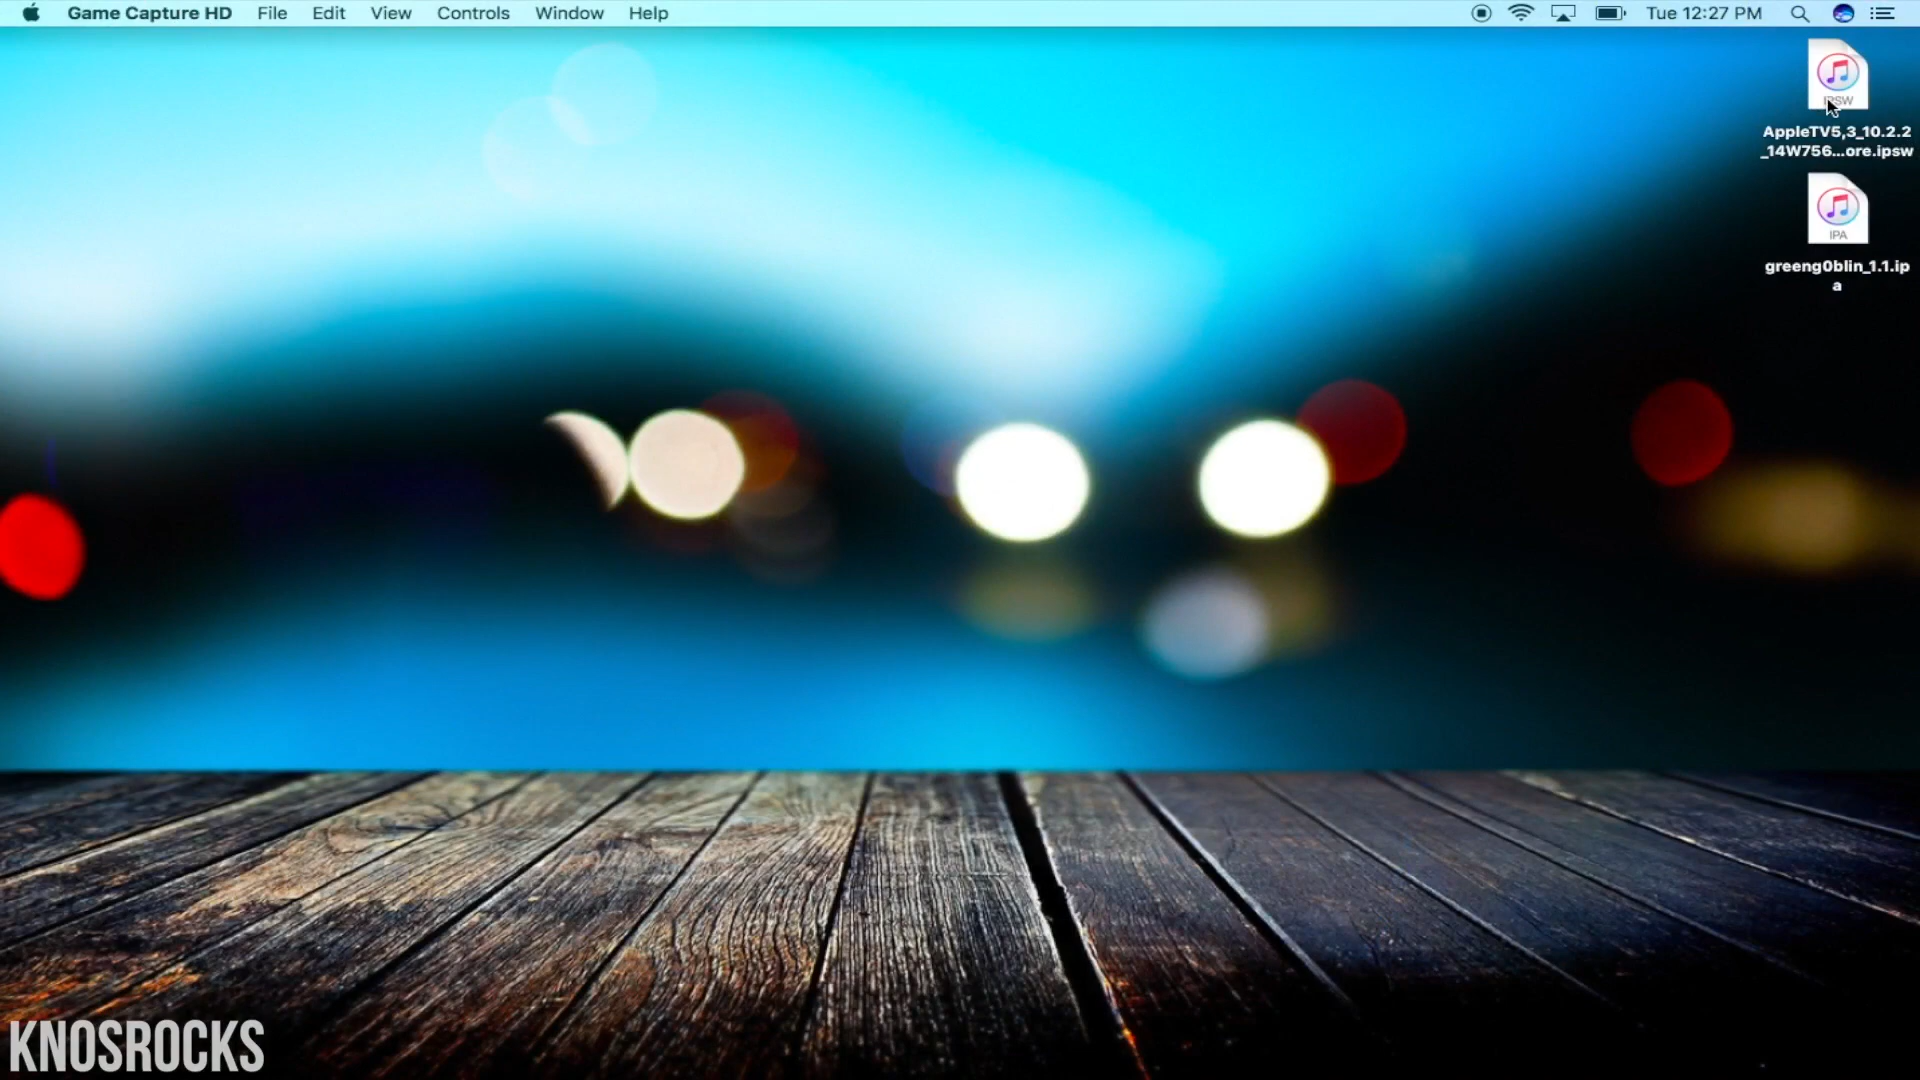 Game Capture HD File Edit View Controls Window Help Tue 12:27 PM
IPSW
AppleTV5,3_10.2.2
_14W756...ore.ipsw
IPA
greeng0blin_1.1.ip
a
KNOSROCKS